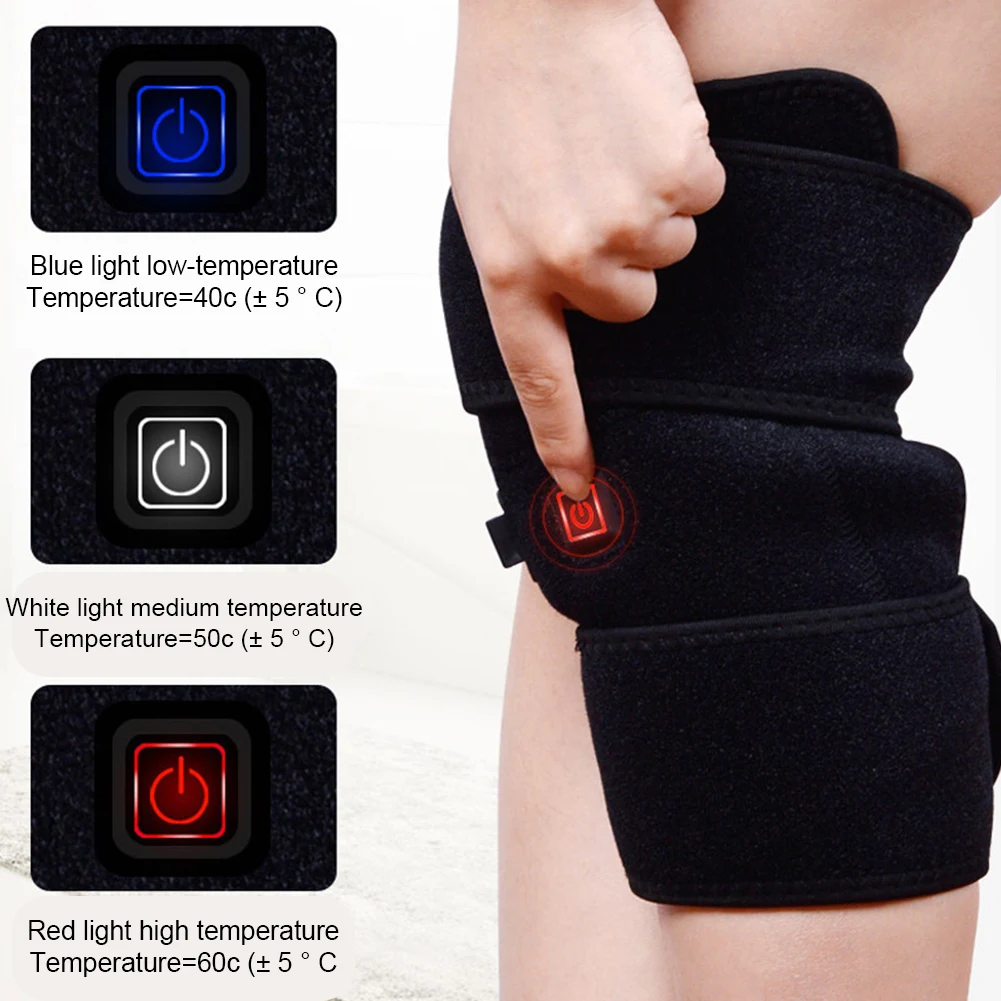 Blue light low-temperature
Temperature=40c (± 5 ° C)
White light medium temperature
Temperature=50c (± 5 ° C)
Red light high temperature
Temperature=60c (± 5 ° C